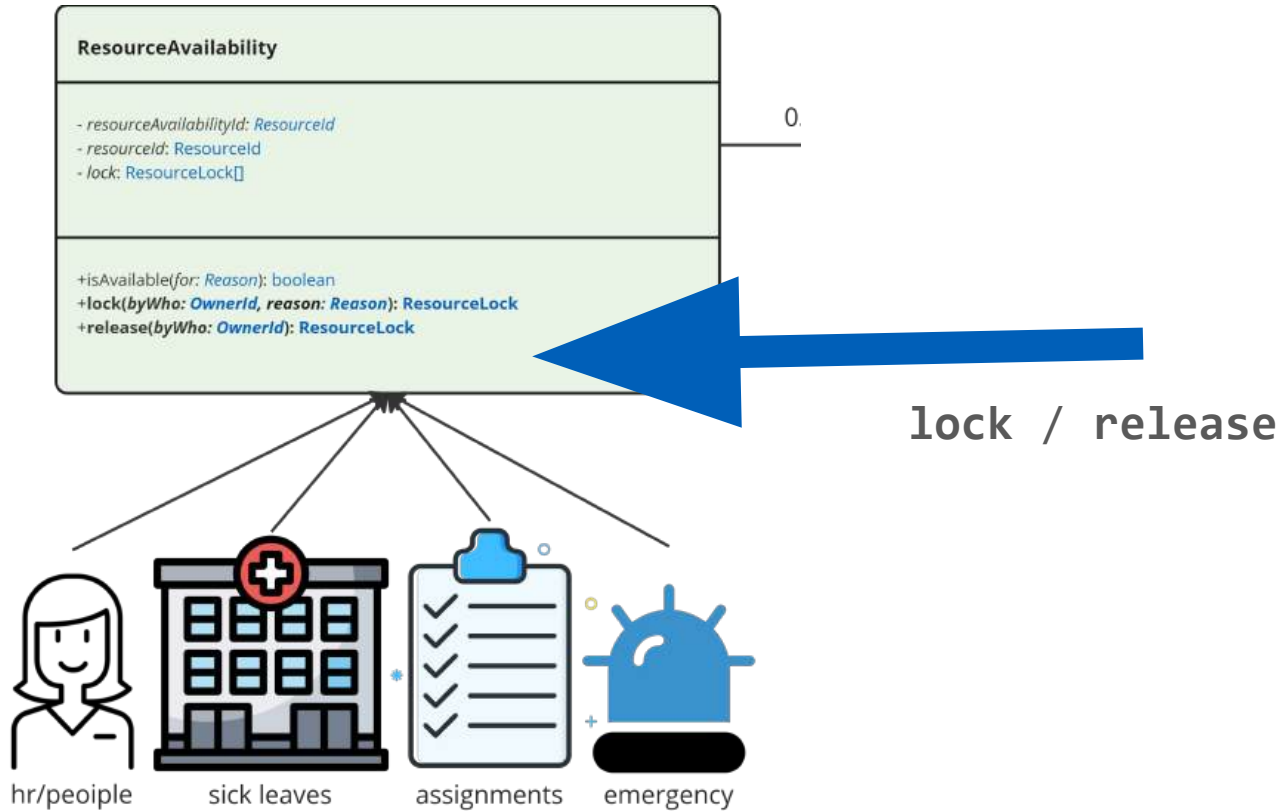 ResourceAvailability
- resourceAvailabilityId: ResourceId
- resourceId: ResourceId
- lock: ResourceLock[]
0.
+isAvailable(for: Reason): boolean
+lock(byWho: OwnerId, reason: Reason): ResourceLock
+release(byWho: OwnerId): ResourceLock
lock / release
hr/peoiple
sick leaves
assignments
emergency